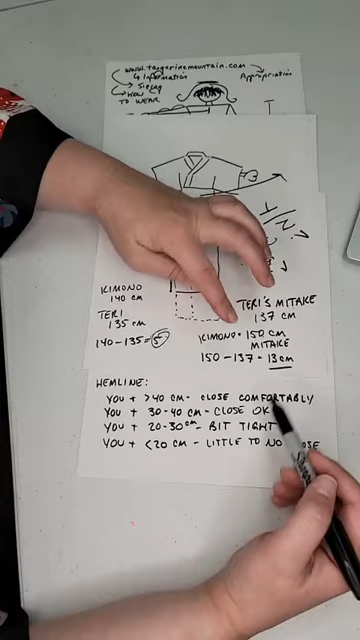 www.tangerinemountain.com
Information
Appropriation
Sizing
HOW TO WEAR
KIMONO
140 cm
TERI
135 cm
140 - 135 = 5
TERI'S MITAKE
137 cm
KIMONO = 150 cm
MITAKE
150 - 137 = 13 cm
HEMLINE:
YOU + >40 CM - CLOSE COMFORTABLY
YOU + 30-40 CM - CLOSE OK
YOU + 20-30 CM - BIT TIGHT
YOU + <20 CM - LITTLE TO NO